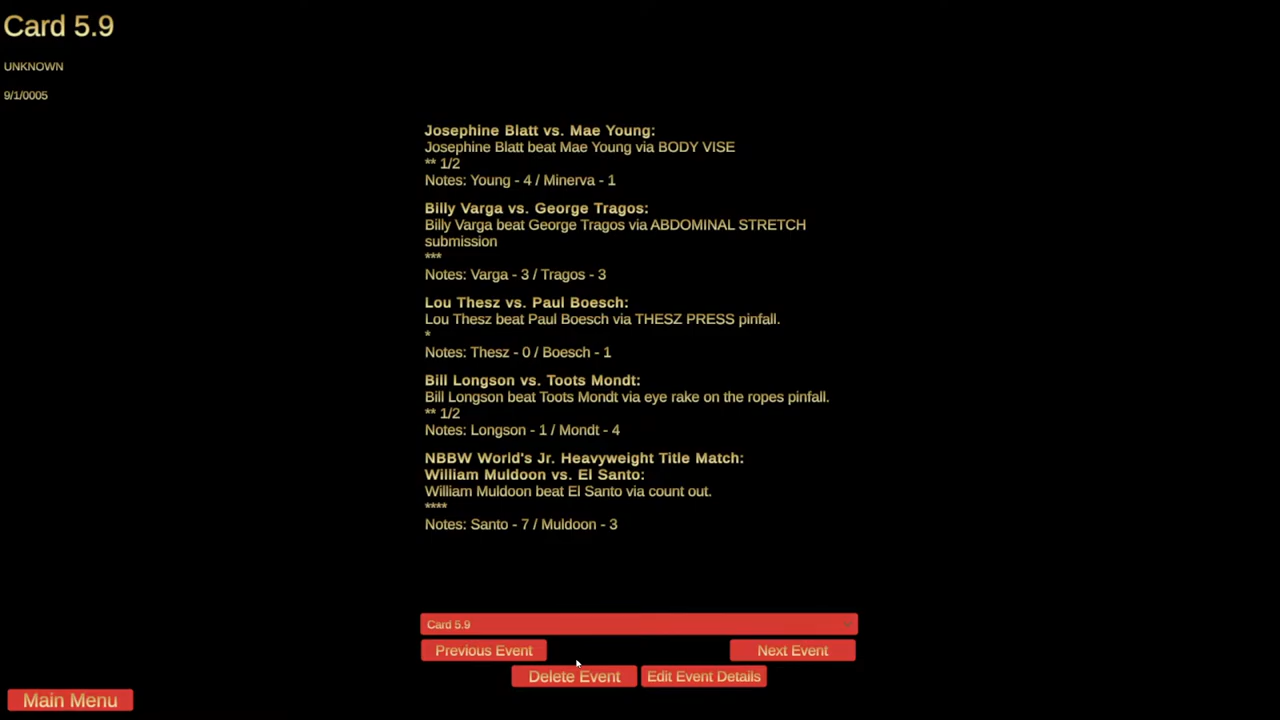 Card 5.9
UNKNOWN
9/1/0005
Josephine Blatt vs. Mae Young:
Josephine Blatt beat Mae Young via BODY VISE
** 1/2
Notes: Young - 4 / Minerva - 1
Billy Varga vs. George Tragos:
Billy Varga beat George Tragos via ABDOMINAL STRETCH
submission
***
Notes: Varga - 3 / Tragos - 3
Lou Thesz vs. Paul Boesch:
Lou Thesz beat Paul Boesch via THESZ PRESS pinfall.
*
Notes: Thesz - 0 / Boesch - 1
Bill Longson vs. Toots Mondt:
Bill Longson beat Toots Mondt via eye rake on the ropes pinfall.
** 1/2
Notes: Longson - 1 / Mondt - 4
NBBW World's Jr. Heavyweight Title Match:
William Muldoon vs. El Santo:
William Muldoon beat El Santo via count out.
****
Notes: Santo - 7 / Muldoon - 3
Card 5.9
Previous Event
Next Event
Delete Event
Edit Event Details
Main Menu